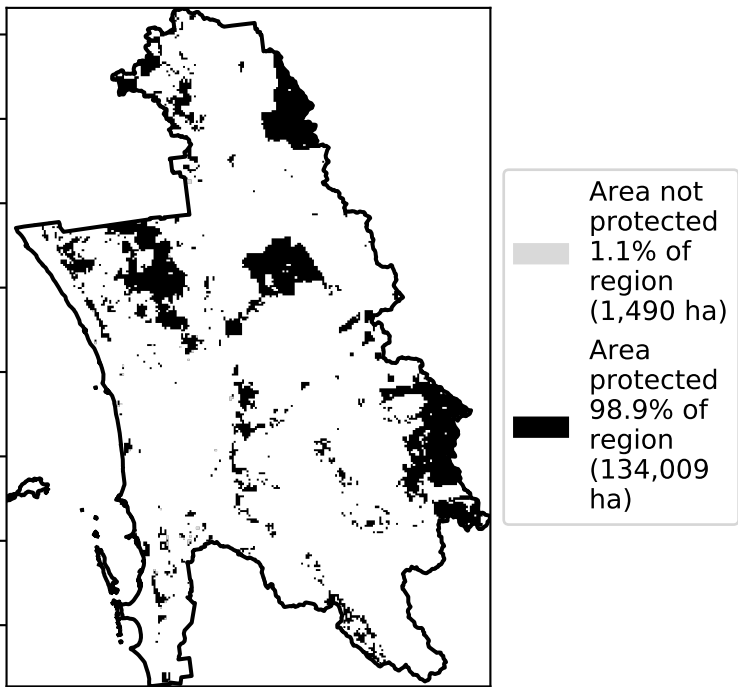 Area not
protected
1.1% of
region
(1,490 ha)
Area
protected
98.9% of
region
(134,009
ha)